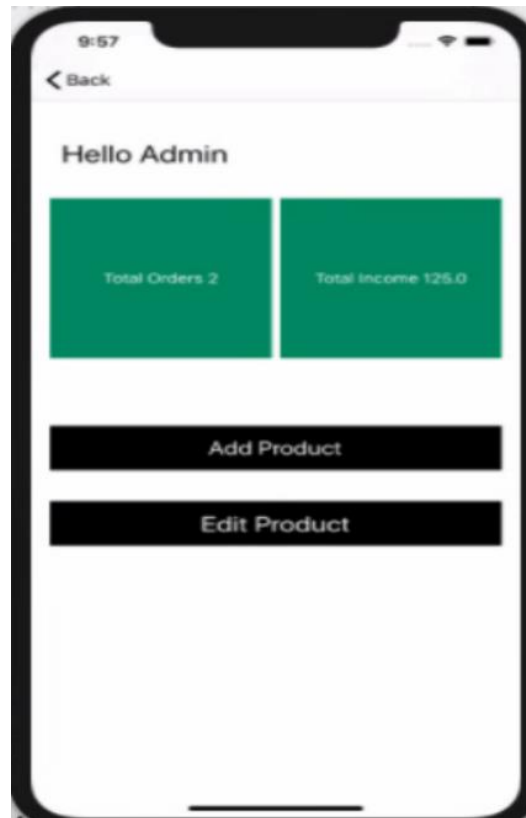 9:57
Back
Hello Admin
Total Orders 2
Total Income 125.0
Add Product
Edit Product